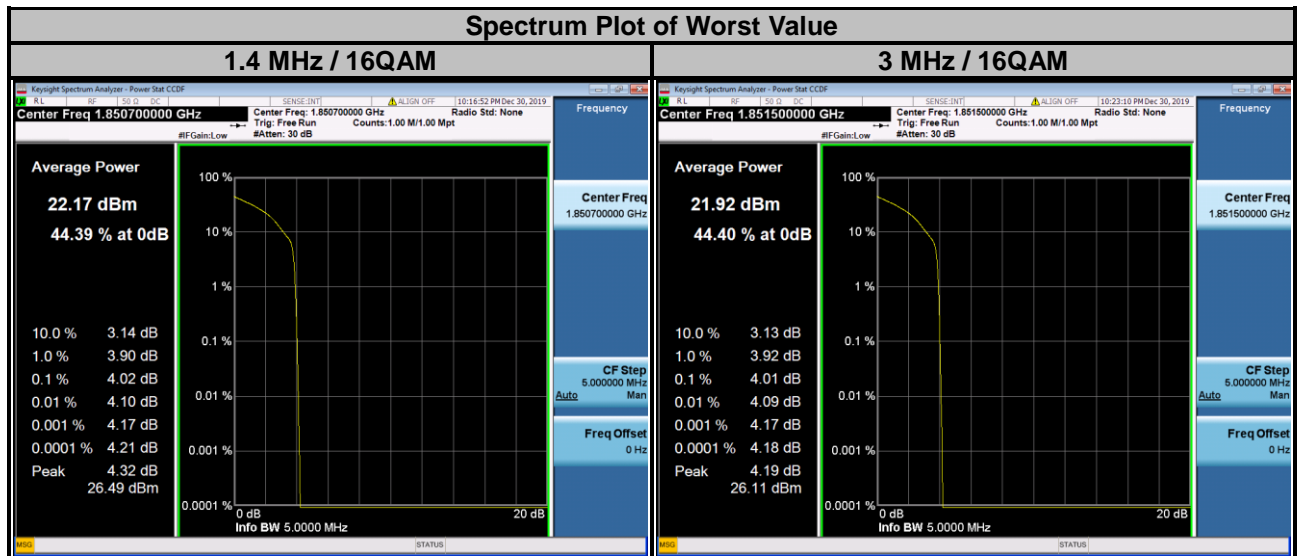 Spectrum Plot of Worst Value
1.4 MHz / 16QAM
3 MHz / 16QAM
Keysight Spectrum Analyzer - Power Stat CCDF
RL RF 50 Ω DC SENSE:INT ALIGN OFF 10:16:52 PM Dec 30, 2019
Center Freq 1.850700000 GHz
Center Freq: 1.850700000 GHz Radio Std: None
Trig: Free Run Counts:1.00 M/1.00 Mpt
#IFGain:Low #Atten: 30 dB
Frequency
Average Power
22.17 dBm
44.39 % at 0dB
10.0 % 3.14 dB
1.0 % 3.90 dB
0.1 % 4.02 dB
0.01 % 4.10 dB
0.001 % 4.17 dB
0.0001 % 4.21 dB
Peak 4.32 dB
26.49 dBm
100 %
10 %
1 %
0.1 %
0.01 %
0.001 %
0.0001 %
0 dB 20 dB
Info BW 5.0000 MHz
Center Freq
1.850700000 GHz
CF Step
5.000000 MHz
Auto Man
Freq Offset
0 Hz
MSG STATUS
Keysight Spectrum Analyzer - Power Stat CCDF
RL RF 50 Ω DC SENSE:INT ALIGN OFF 10:23:10 PM Dec 30, 2019
Center Freq 1.851500000 GHz
Center Freq: 1.851500000 GHz Radio Std: None
Trig: Free Run Counts:1.00 M/1.00 Mpt
#IFGain:Low #Atten: 30 dB
Frequency
Average Power
21.92 dBm
44.40 % at 0dB
10.0 % 3.13 dB
1.0 % 3.92 dB
0.1 % 4.01 dB
0.01 % 4.09 dB
0.001 % 4.17 dB
0.0001 % 4.18 dB
Peak 4.19 dB
26.11 dBm
100 %
10 %
1 %
0.1 %
0.01 %
0.001 %
0.0001 %
0 dB 20 dB
Info BW 5.0000 MHz
Center Freq
1.851500000 GHz
CF Step
5.000000 MHz
Auto Man
Freq Offset
0 Hz
MSG STATUS